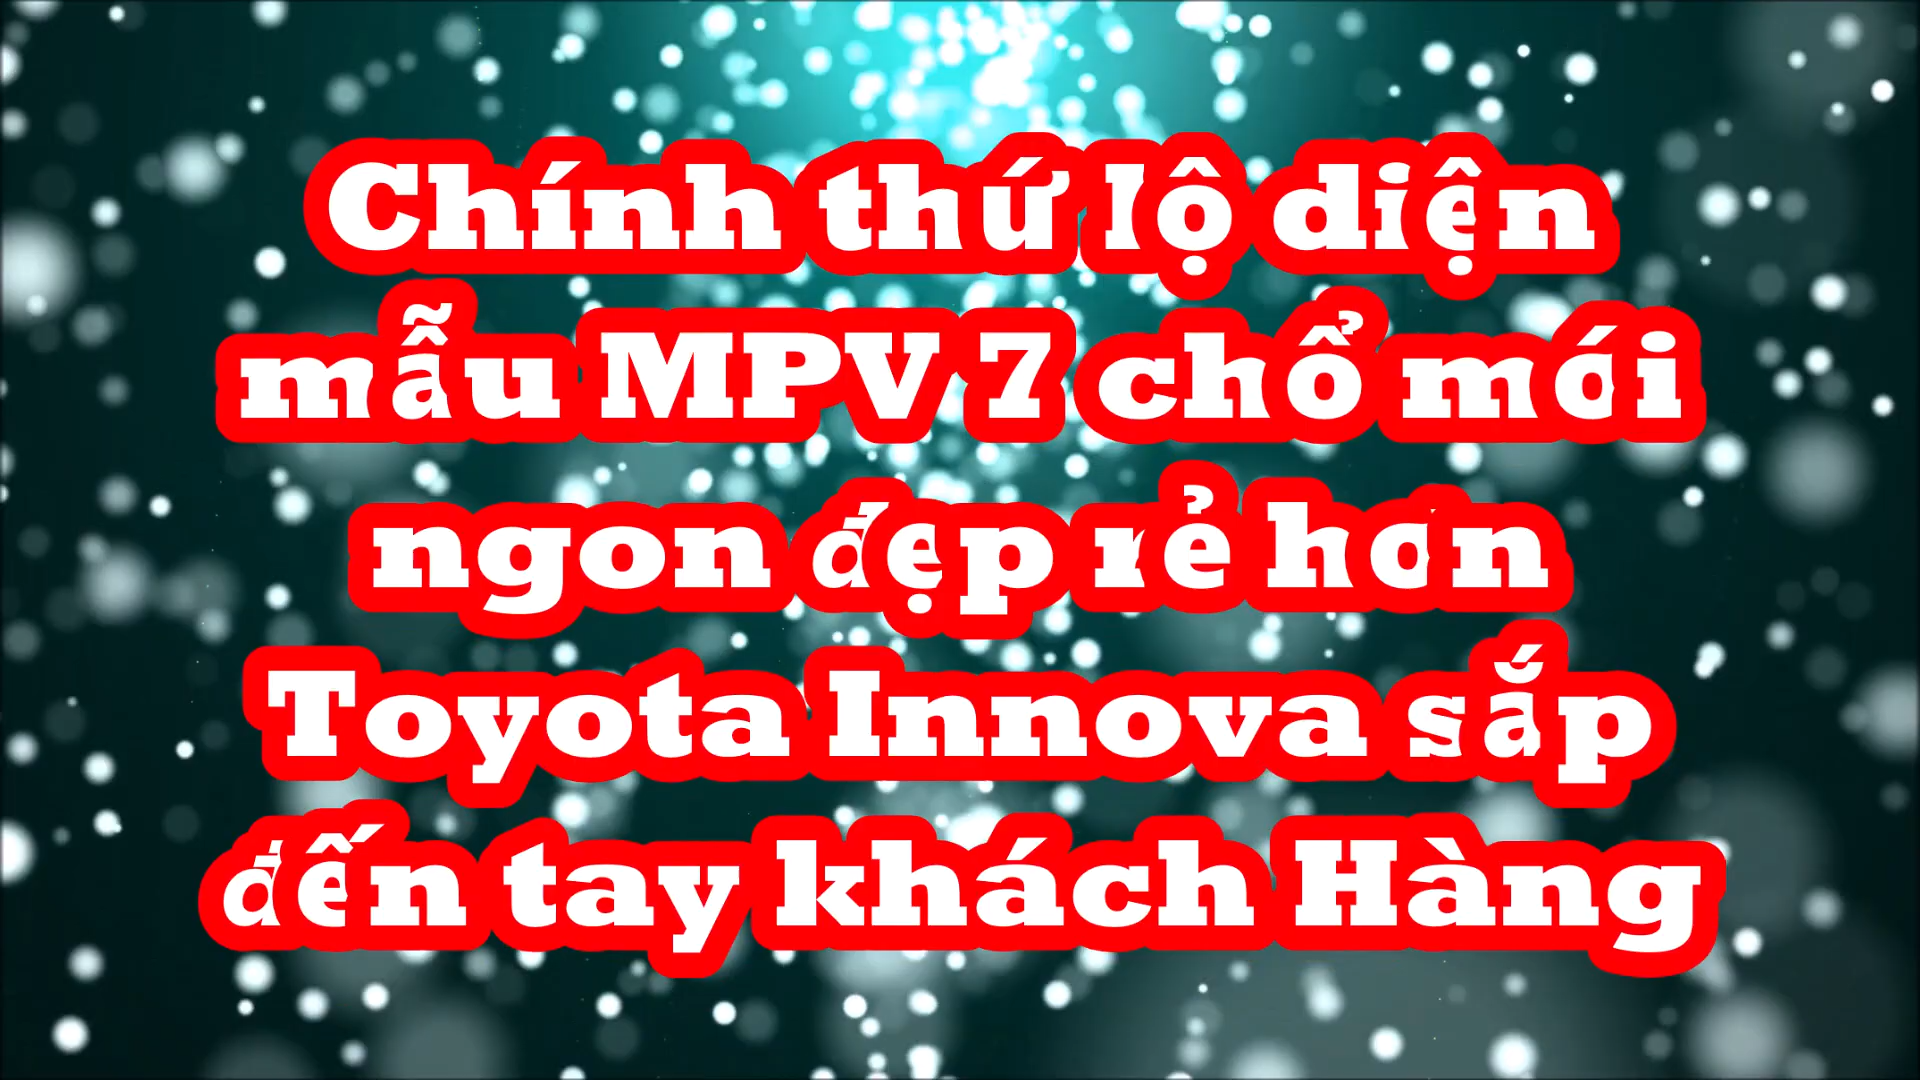 Chính thứ lộ diện
mẫu MPV 7 chổ mới
ngon đẹp rẻ hơn
Toyota Innova sắp
đến tay khách Hàng